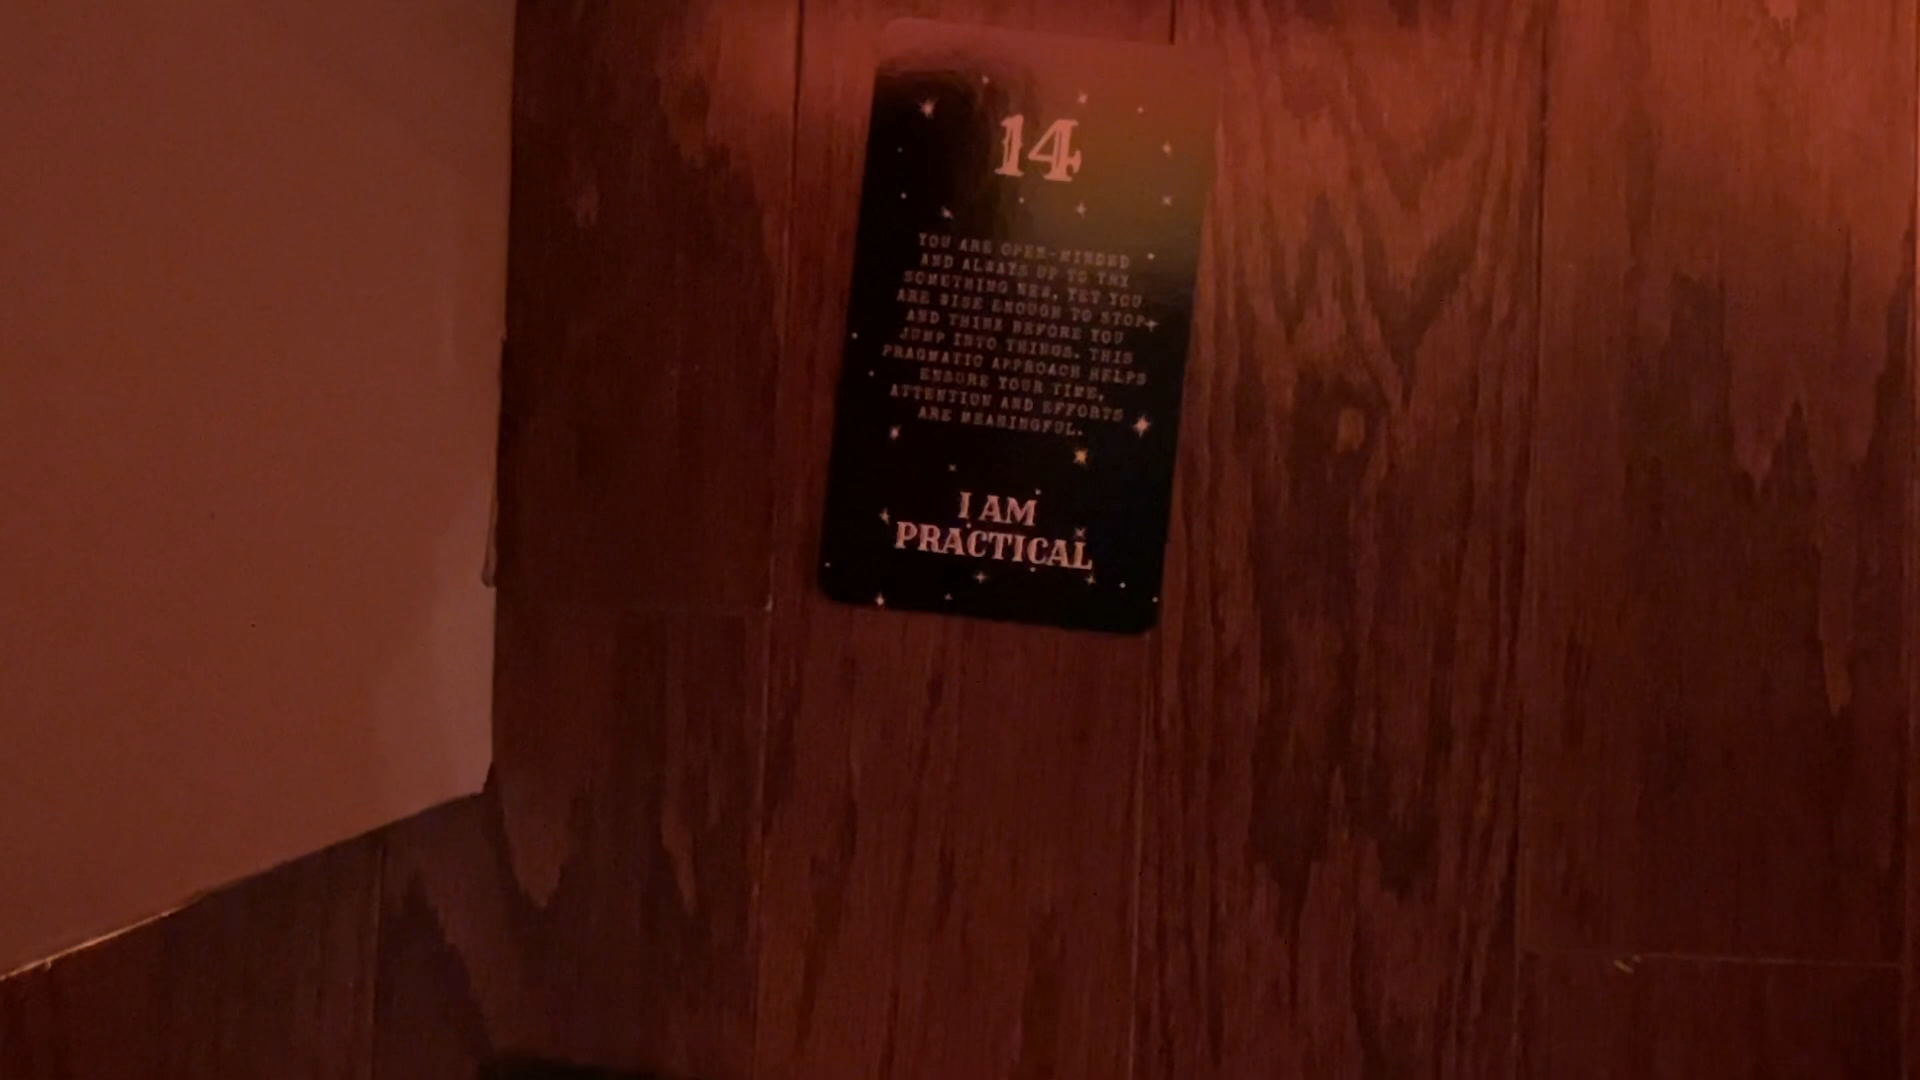 14
YOU ARE OPEN-MINDED
AND ALWAYS UP TO TRY
SOMETHING NEW, YET YOU
ARE WISE ENOUGH TO STOP
AND THINK BEFORE YOU
JUMP INTO THINGS. THIS
PRAGMATIC APPROACH HELPS
ENSURE YOUR TIME,
ATTENTION AND EFFORTS
ARE MEANINGFUL.
I AM
PRACTICAL